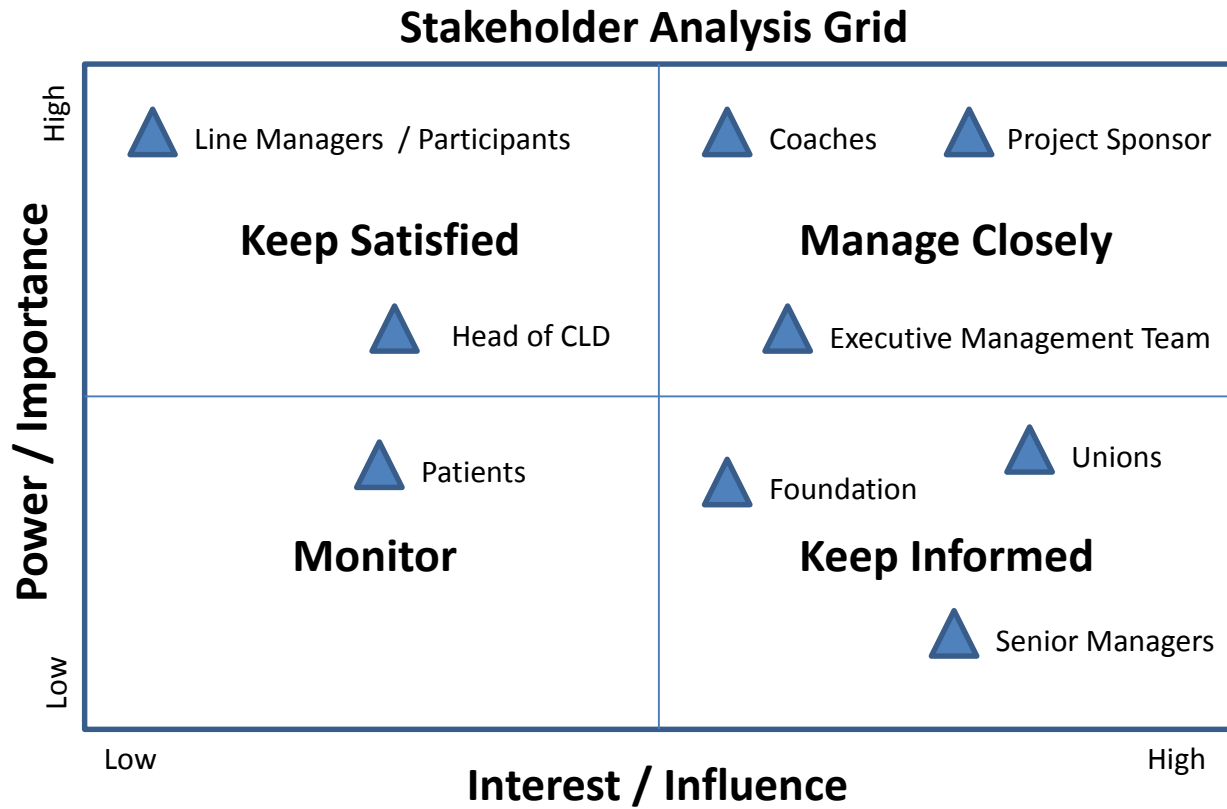 Stakeholder Analysis Grid
High
Line Managers / Participants
Coaches
Project Sponsor
Keep Satisfied
Manage Closely
Head of CLD
Executive Management Team
Power / Importance
Patients
Foundation
Unions
Monitor
Keep Informed
Senior Managers
Low
Low
High
Interest / Influence